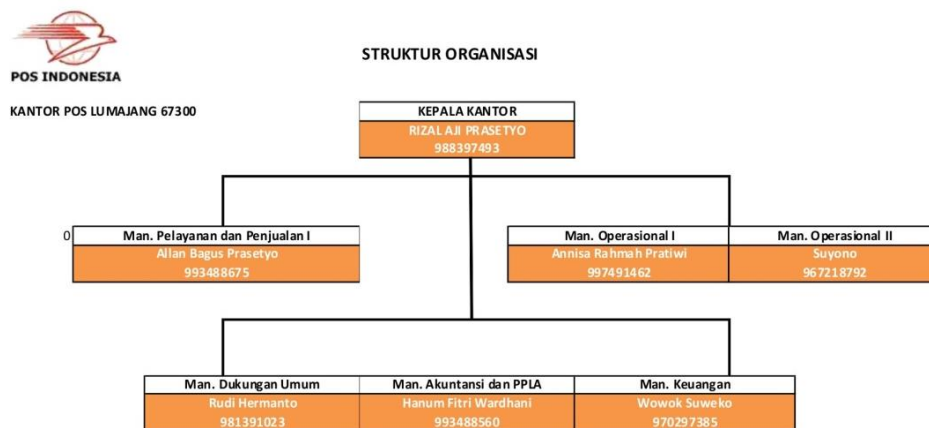 POS INDONESIA
STRUKTUR ORGANISASI
KANTOR POS LUMAJANG 67300
KEPALA KANTOR
RIZAL AJI PRASETYO
988397493
0
Man. Pelayanan dan Penjualan I
Allan Bagus Prasetyo
993488675
Man. Operasional I
Annisa Rahmah Pratiwi
997491462
Man. Operasional II
Suyono
967218792
Man. Dukungan Umum
Rudi Hermanto
981391023
Man. Akuntansi dan PPLA
Hanum Fitri Wardhani
993488560
Man. Keuangan
Wowok Suweko
970297385